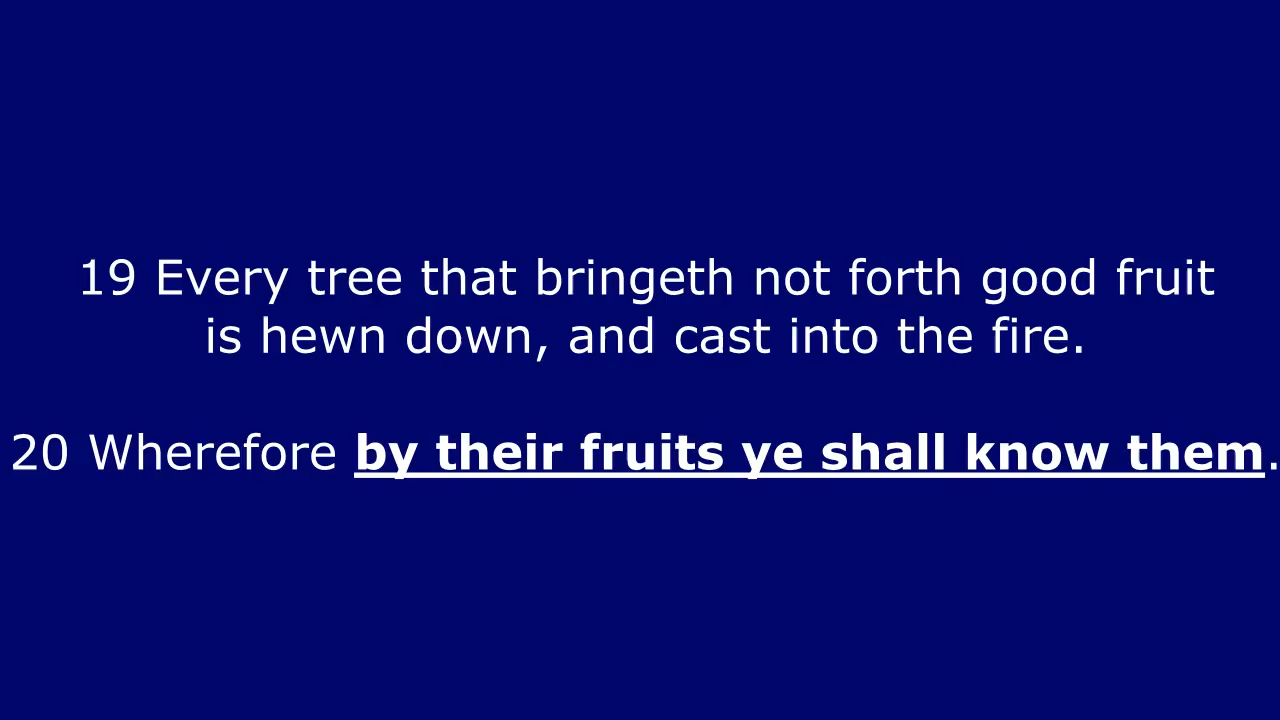 19 Every tree that bringeth not forth good fruit
is hewn down, and cast into the fire.
20 Wherefore by their fruits ye shall know them.